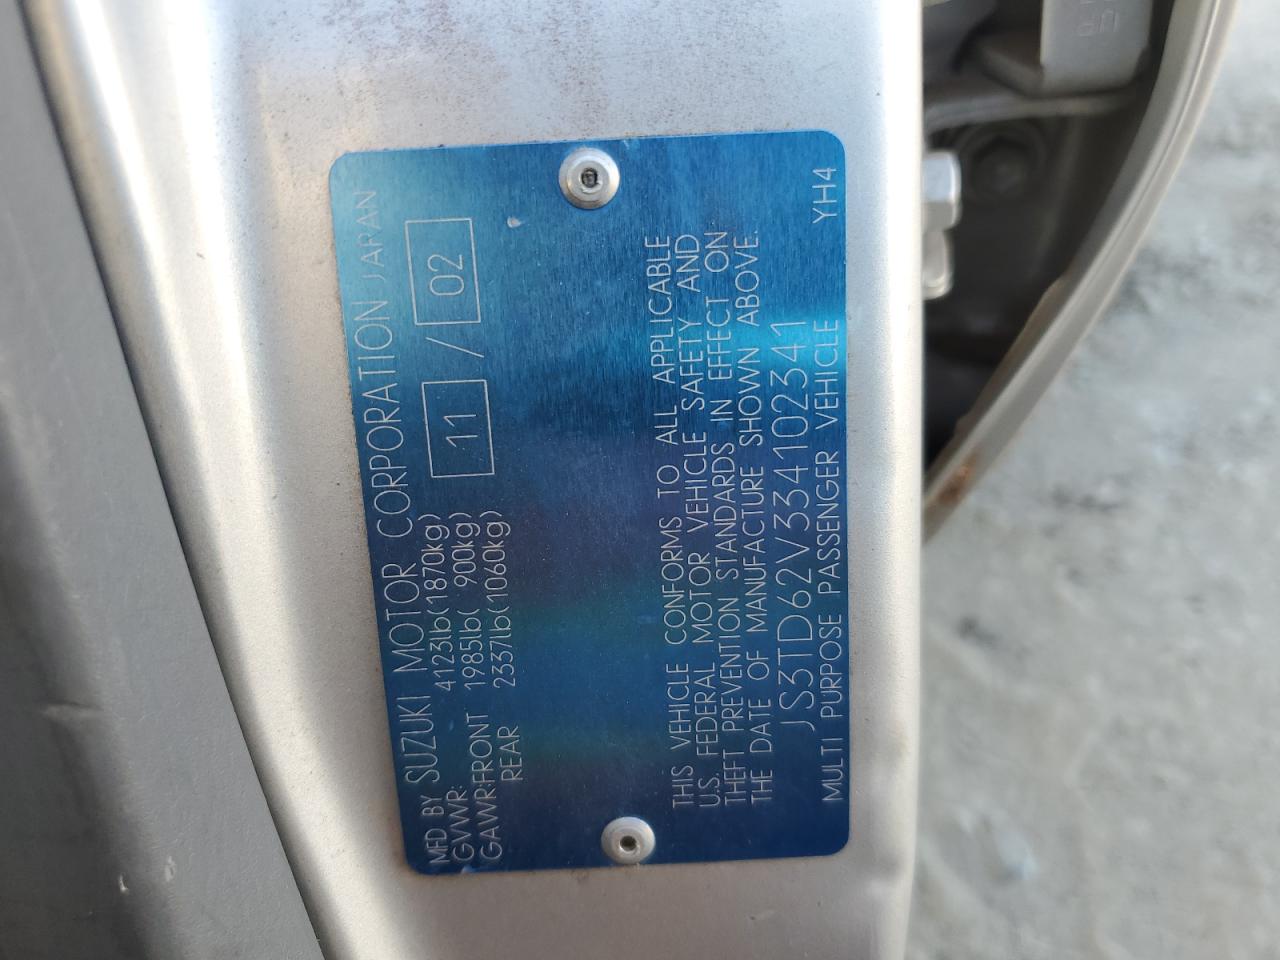 MFD BY SUZUKI MOTOR CORPORATION JAPAN
GVWR: 4123lb(1870kg) 11 / 02
GAWR:FRONT 1985lb( 900kg)
REAR 2337lb(1060kg)
THIS VEHICLE CONFORMS TO ALL APPLICABLE
U.S. FEDERAL MOTOR VEHICLE SAFETY AND
THEFT PREVENTION STANDARDS IN EFFECT ON
THE DATE OF MANUFACTURE SHOWN ABOVE.
JS3TD62V334102341
MULTI PURPOSE PASSENGER VEHICLE YH4